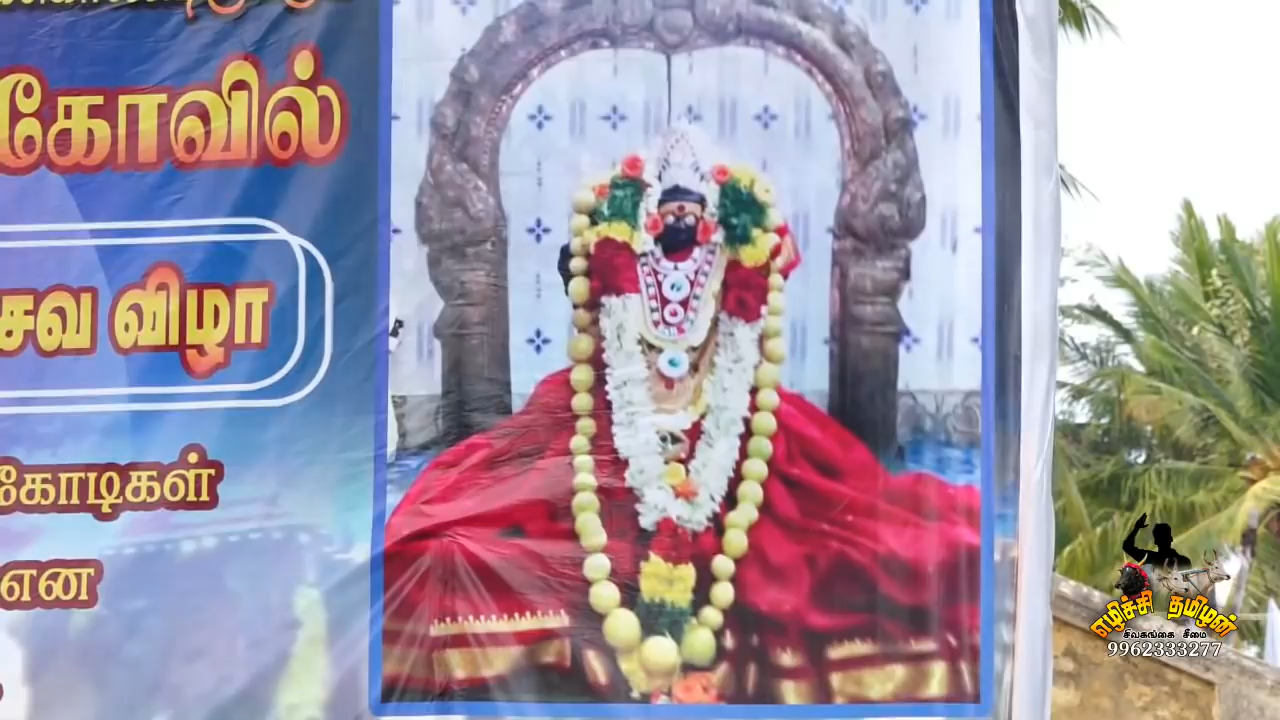 கோவில்
சவ விழா
கோடிகள்
என
எழிச்சி தமிழன்
சிவகங்கை சீமை
9962333277